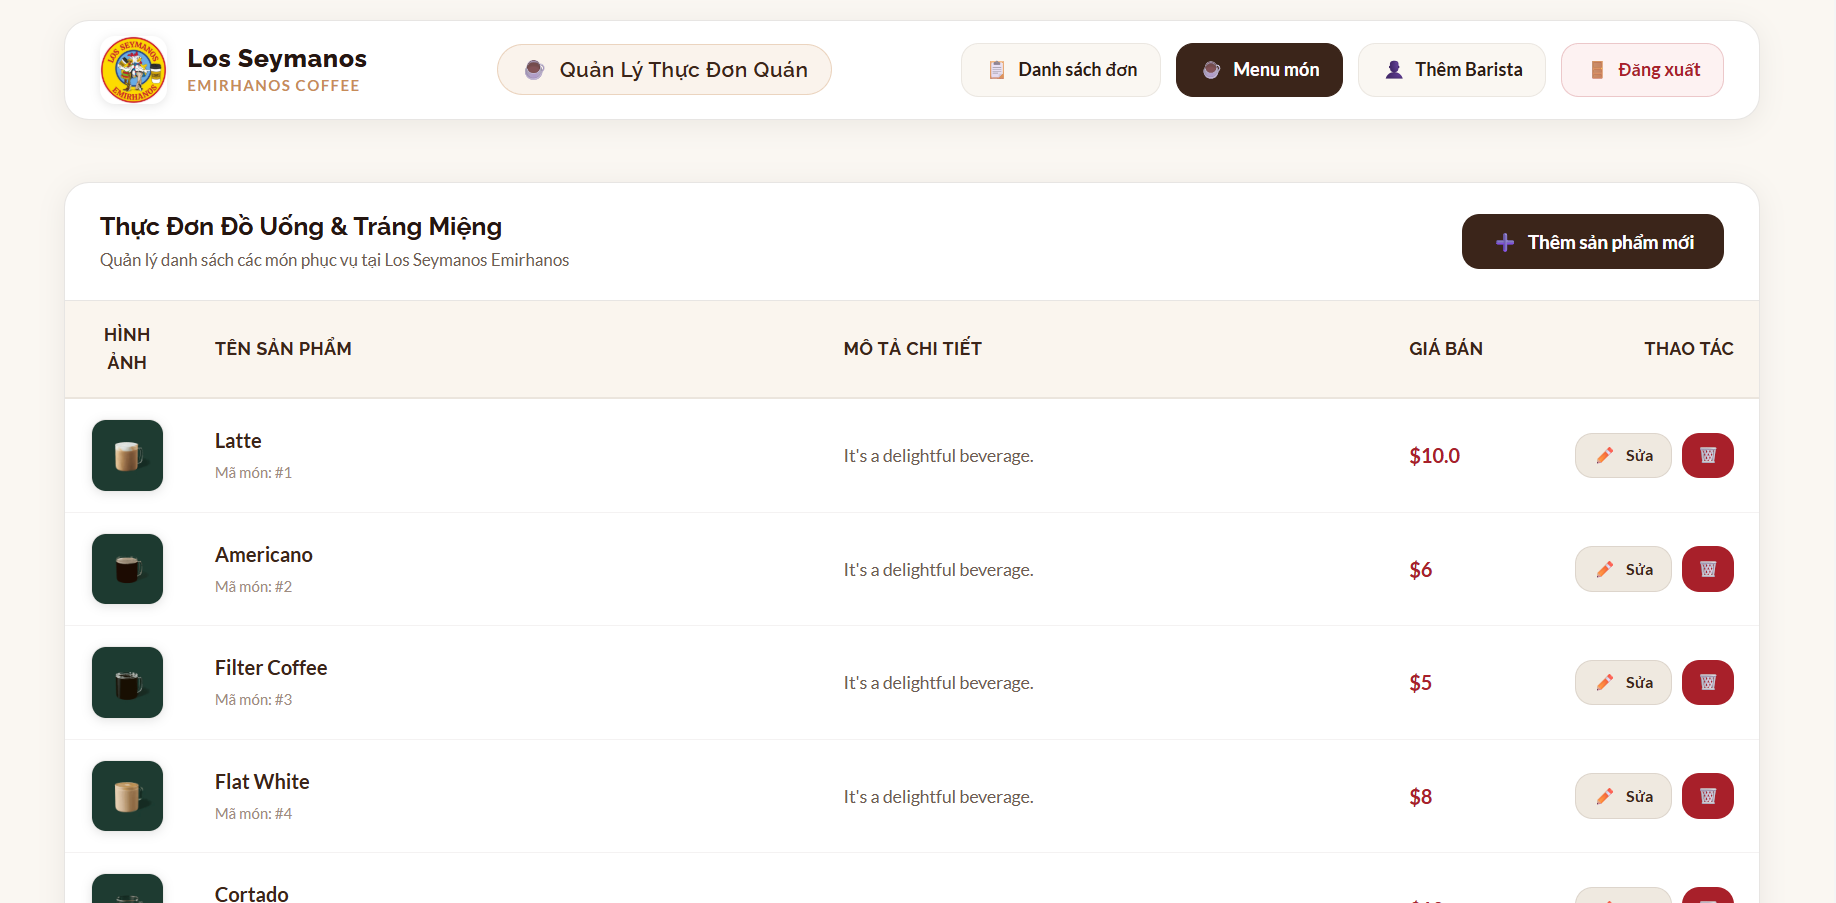 LOS SEYMANOS
EMIRHANOS
Los Seymanos
EMIRHANOS COFFEE
Quản Lý Thực Đơn Quán
Danh sách đơn
Menu món
Thêm Barista
Đăng xuất
Thực Đơn Đồ Uống & Tráng Miệng
Quản lý danh sách các món phục vụ tại Los Seymanos Emirhanos
Thêm sản phẩm mới
HÌNH
ẢNH
TÊN SẢN PHẨM
MÔ TẢ CHI TIẾT
GIÁ BÁN
THAO TÁC
Latte
Mã món: #1
It's a delightful beverage.
$10.0
Sửa
Americano
Mã món: #2
It's a delightful beverage.
$6
Sửa
Filter Coffee
Mã món: #3
It's a delightful beverage.
$5
Sửa
Flat White
Mã món: #4
It's a delightful beverage.
$8
Sửa
Cortado